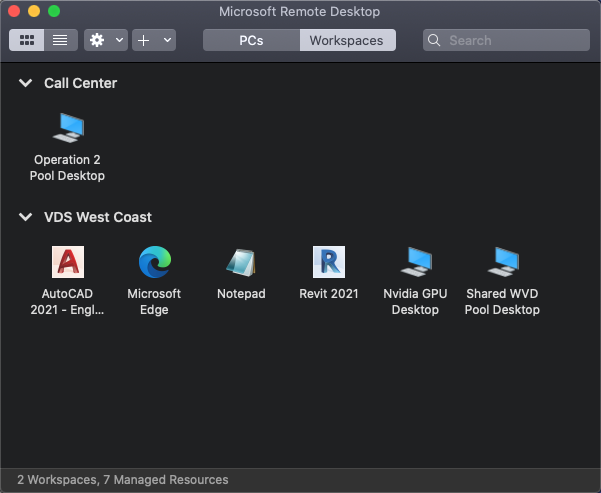 Microsoft Remote Desktop
PCs
Workspaces
Search
Call Center
Operation 2
Pool Desktop
VDS West Coast
AutoCAD
2021 - Engl...
Microsoft
Edge
Notepad
Revit 2021
Nvidia GPU
Desktop
Shared WVD
Pool Desktop
2 Workspaces, 7 Managed Resources